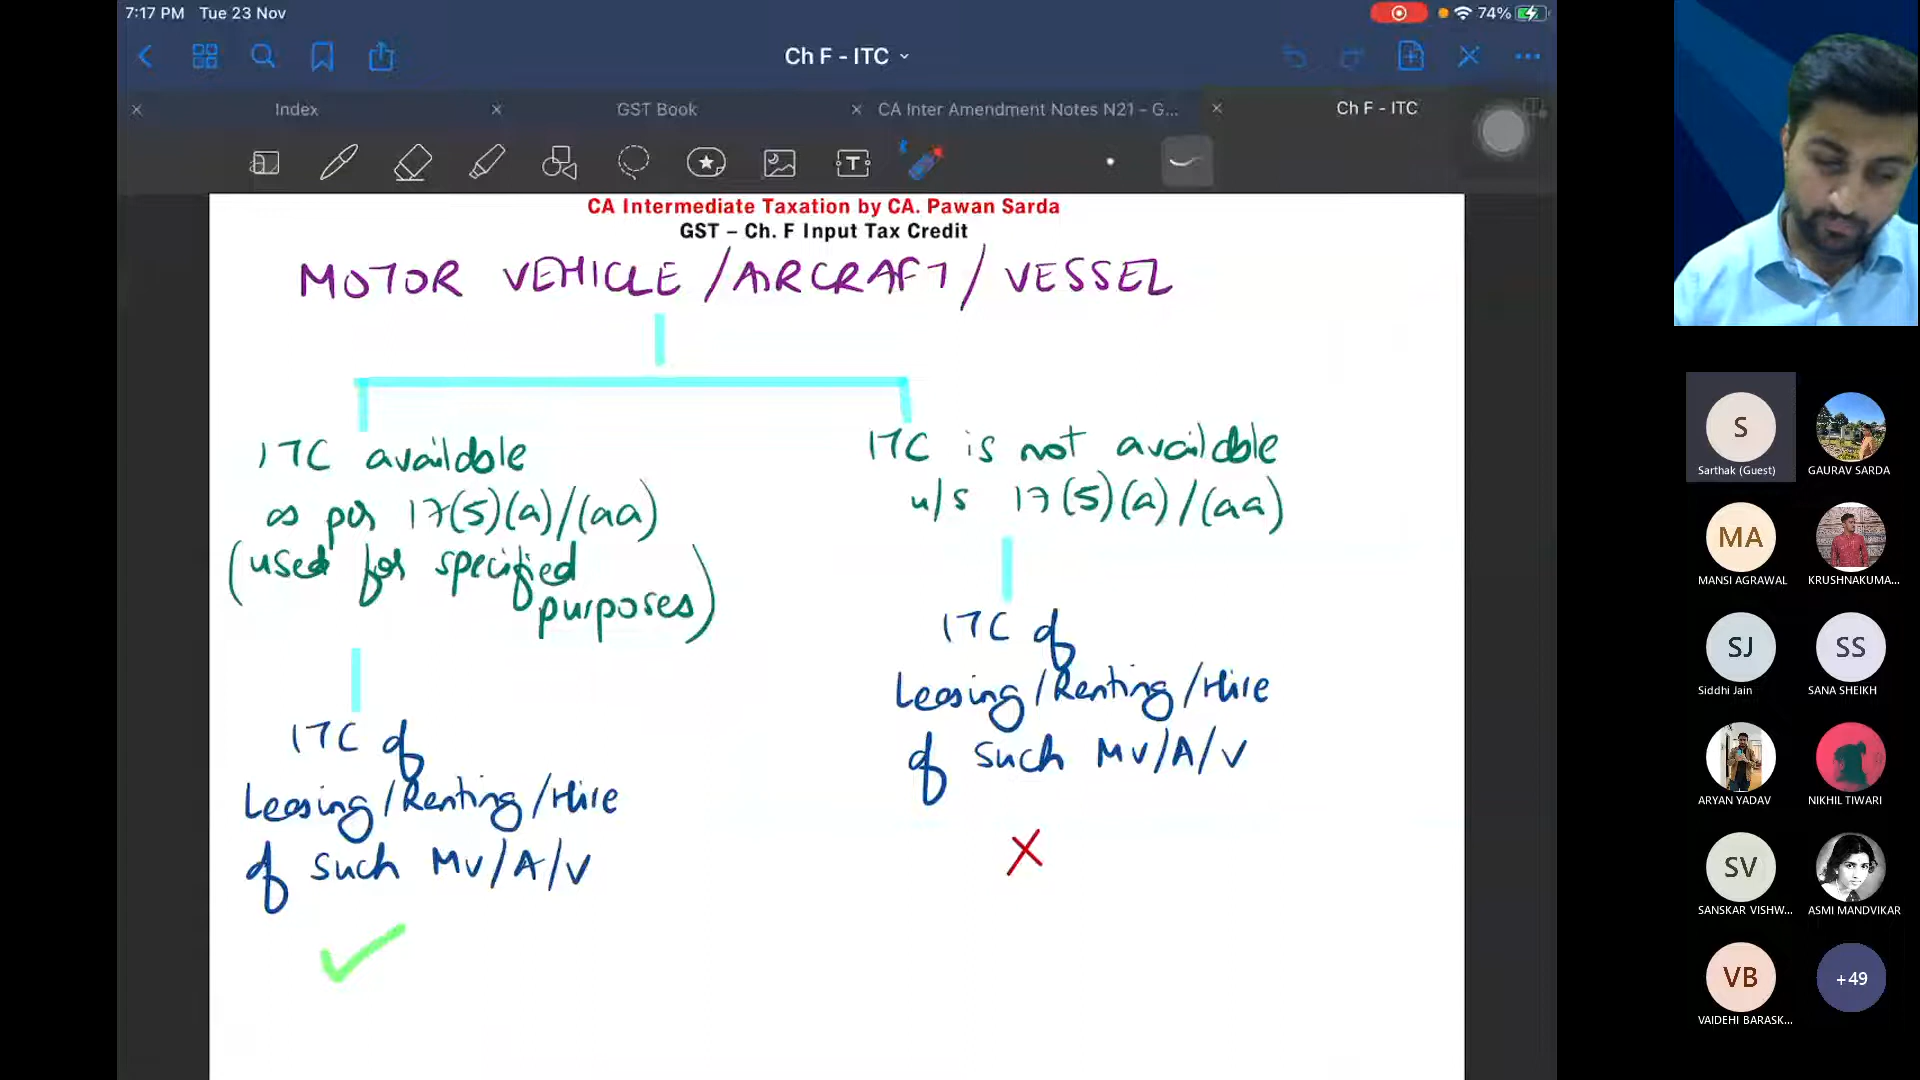 7:17 PM Tue 23 Nov
74%
Ch F - ITC
Index
GST Book
CA Inter Amendment Notes N21 - G...
Ch F - ITC
T
CA Intermediate Taxation by CA. Pawan Sarda
GST – Ch. F Input Tax Credit
MOTOR VEHICLE / AIRCRAFT / VESSEL
ITC available
as per 17(5)(a)/(aa)
(used for specified
purposes)
ITC of
Leasing/Renting/Hire
of such MV/A/V
ITC is not available
u/s 17(5)(a)/(aa)
ITC of
Leasing/Renting/Hire
of such MV/A/V
S
Sarthak (Guest)
GAURAV SARDA
MA
MANSI AGRAWAL
KRUSHNAKUMA...
SJ
Siddhi Jain
SS
SANA SHEIKH
ARYAN YADAV
NIKHIL TIWARI
SV
SANSKAR VISHW...
ASMI MANDVIKAR
VB
VAIDEHI BARASK...
+49